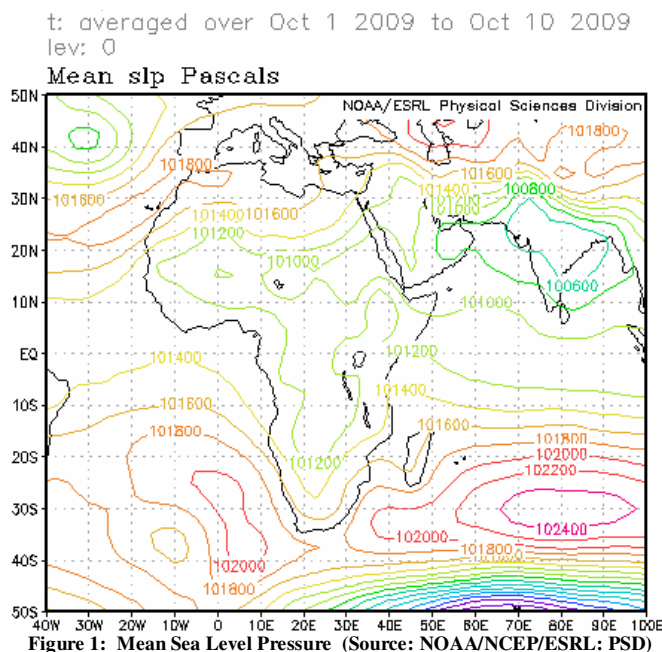 t: averaged over Oct 1 2009 to Oct 10 2009
lev: 0
Mean slp Pascals
NOAA/ESRL Physical Sciences Division
50N
40N
30N
20N
10N
EQ
10S
20S
30S
40S
50S
101800
101800
101600
101600
101400
100800
101400
101600
101200
101000
100600
101000
101400
101200
101400
101600
101600
101800
101800
102000
101200
102200
102400
102000
102000
101800
101800
40W
30W
20W
10W
0
10E
20E
30E
40E
50E
60E
70E
80E
90E
100E
Figure 1: Mean Sea Level Pressure (Source: NOAA/NCEP/ESRL: PSD)